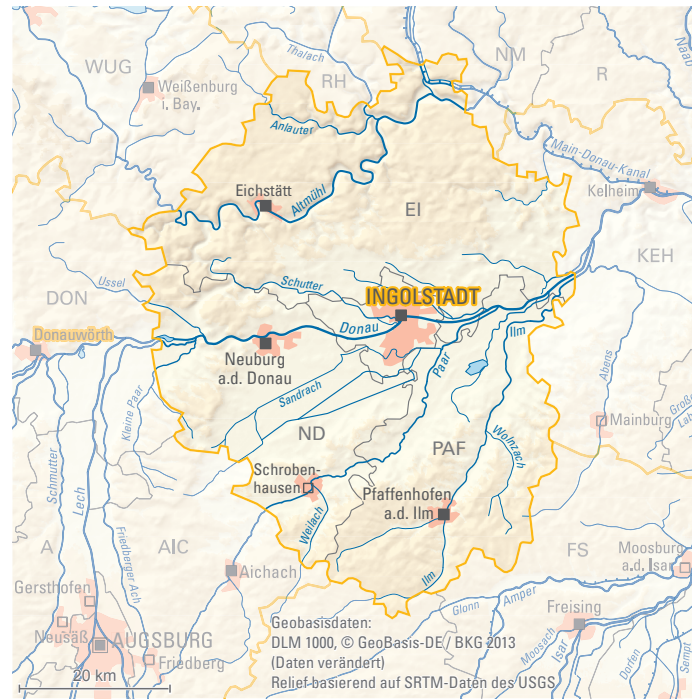 WUG
Thalach
NM
Naab
RH
R
Weißenburg
i. Bay.
Anlauter
Main-Donau-Kanal
Eichstätt
Altmühl
Kelheim
EI
KEH
DON
Ussel
Schutter
INGOLSTADT
Donauwörth
Donau
Ilm
Neuburg
a.d. Donau
Paar
Abens
Kleine Paar
Sandrach
Mainburg
ND
PAF
Wolnzach
Schmutter
Lech
Schroben-
hausen
Pfaffenhofen
a.d. Ilm
Weilach
Friedberger Ach
A
AIC
FS
Moosburg
a.d. Isar
Aichach
Ilm
Gersthofen
Glonn
Amper
Freising
Neusäß
AUGSBURG
Friedberg
Moosach
Isar
Dorfen
Sempt
Geobasisdaten:
DLM 1000, © GeoBasis-DE / BKG 2013
(Daten verändert)
Relief basierend auf SRTM-Daten des USGS
20 km